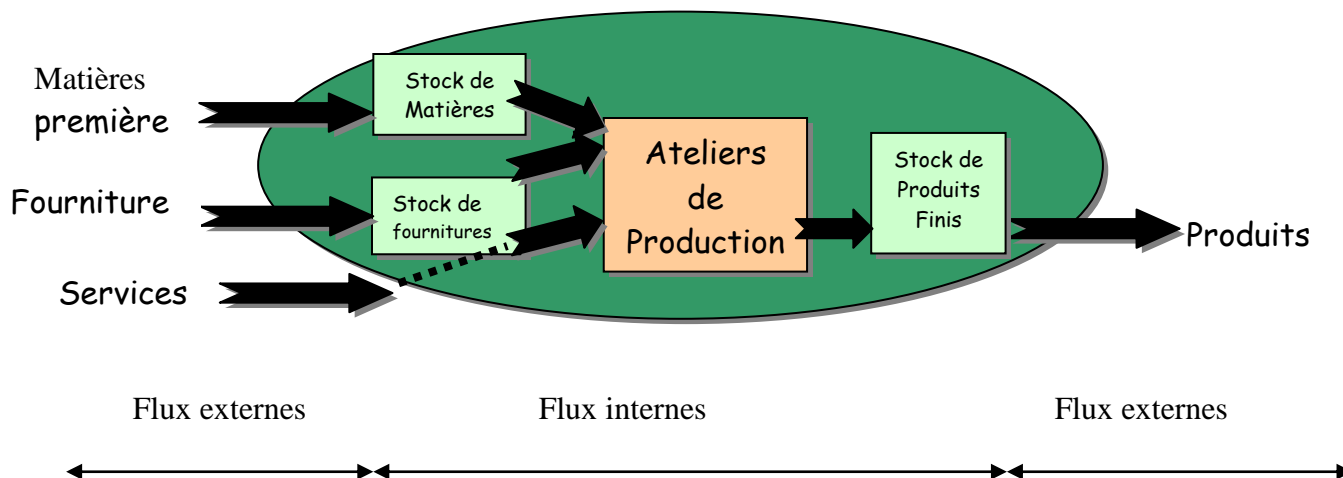 Matières
première
Fourniture
Services
Stock de
Matières
Stock de
fournitures
Ateliers
de
Production
Stock de
Produits
Finis
Produits
Flux externes
Flux internes
Flux externes